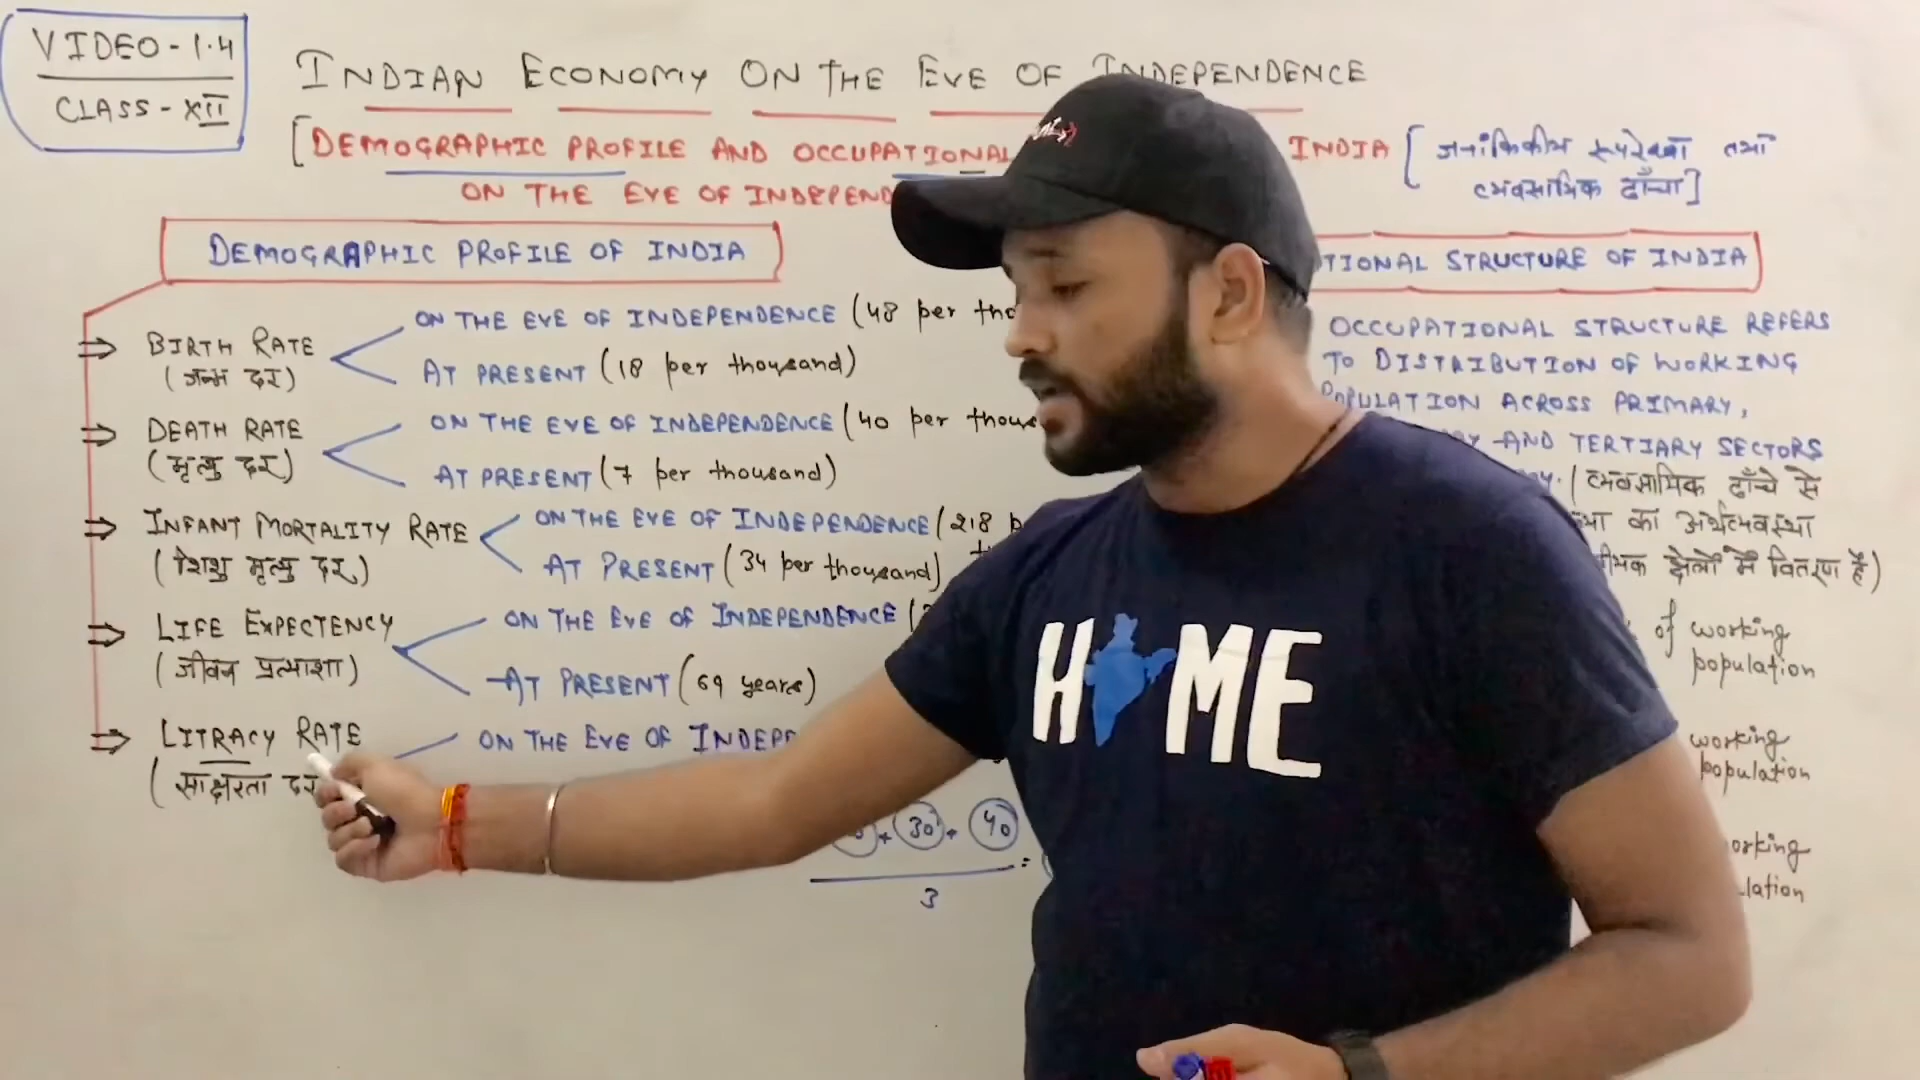 VIDEO - 1.4
CLASS - XII
INDIAN ECONOMY ON THE EVE OF INDEPENDENCE
[DEMOGRAPHIC PROFILE AND OCCUPATIONAL INDIA [जनांकिकीय रूपरेखा तथा
ON THE EVE OF INDEPEND व्यवसायिक ढाँचा]
DEMOGRAPHIC PROFILE OF INDIA
⇒ BIRTH RATE
(जन्म दर)
ON THE EVE OF INDEPENDENCE (48 per tho
AT PRESENT (18 per thousand)
⇒ DEATH RATE
(मृत्यु दर)
ON THE EVE OF INDEPENDENCE (40 per thous
AT PRESENT (7 per thousand)
⇒ INFANT MORTALITY RATE
(शिशु मृत्यु दर)
ON THE EVE OF INDEPENDENCE (218 p
AT PRESENT (34 per thousand)
⇒ LIFE EXPECTENCY
(जीवन प्रत्याशा)
ON THE EVE OF INDEPENDENCE (
AT PRESENT (69 years)
⇒ LITRACY RATE
(साक्षरता दर
ON THE EVE OF INDEPE
+ 30 + 40
3
=
TIONAL STRUCTURE OF INDIA
OCCUPATIONAL STRUCTURE REFERS
TO DISTRIBUTION OF WORKING
POPULATION ACROSS PRIMARY,
RY AND TERTIARY SECTORS
(व्यवसायिक ढाँचे से
का अर्थव्यवस्था
क्षेत्रों में वितरण है)
of working
population
working
population
orking
lation
HOME